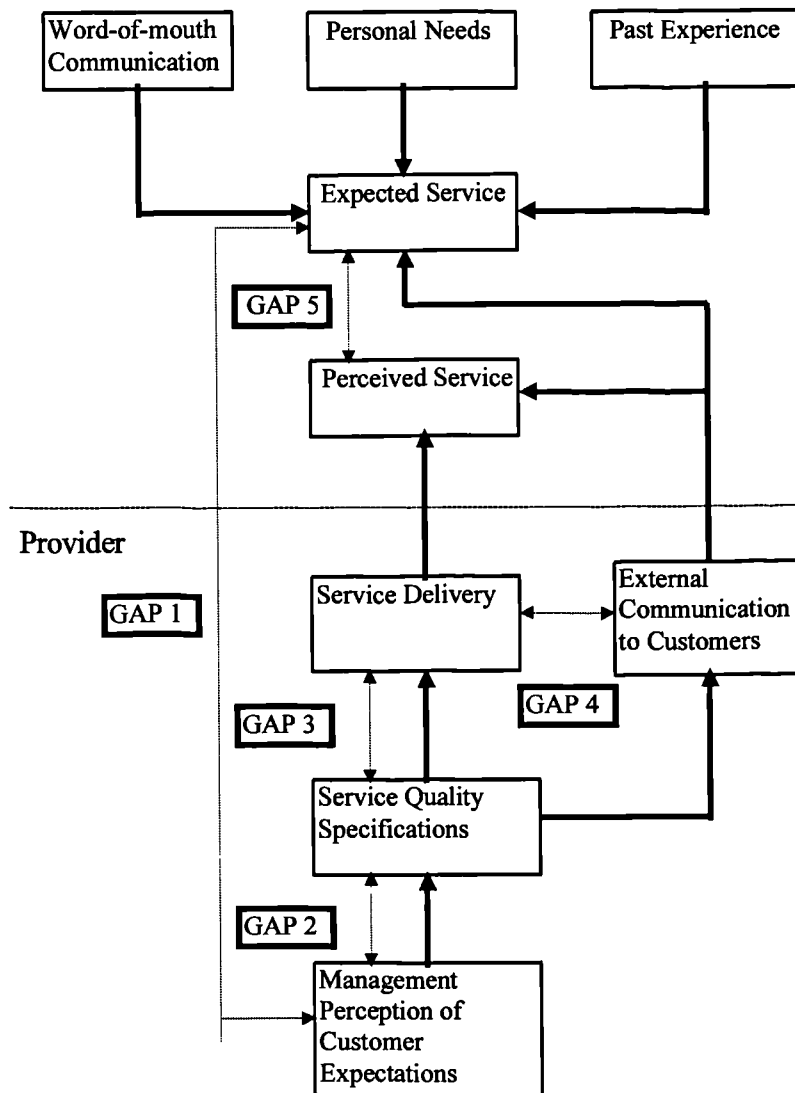 Word-of-mouth
Communication
Personal Needs
Past Experience
Expected Service
GAP 5
Perceived Service
Provider
GAP 1
Service Delivery
External
Communication
to Customers
GAP 3
GAP 4
Service Quality
Specifications
GAP 2
Management
Perception of
Customer
Expectations